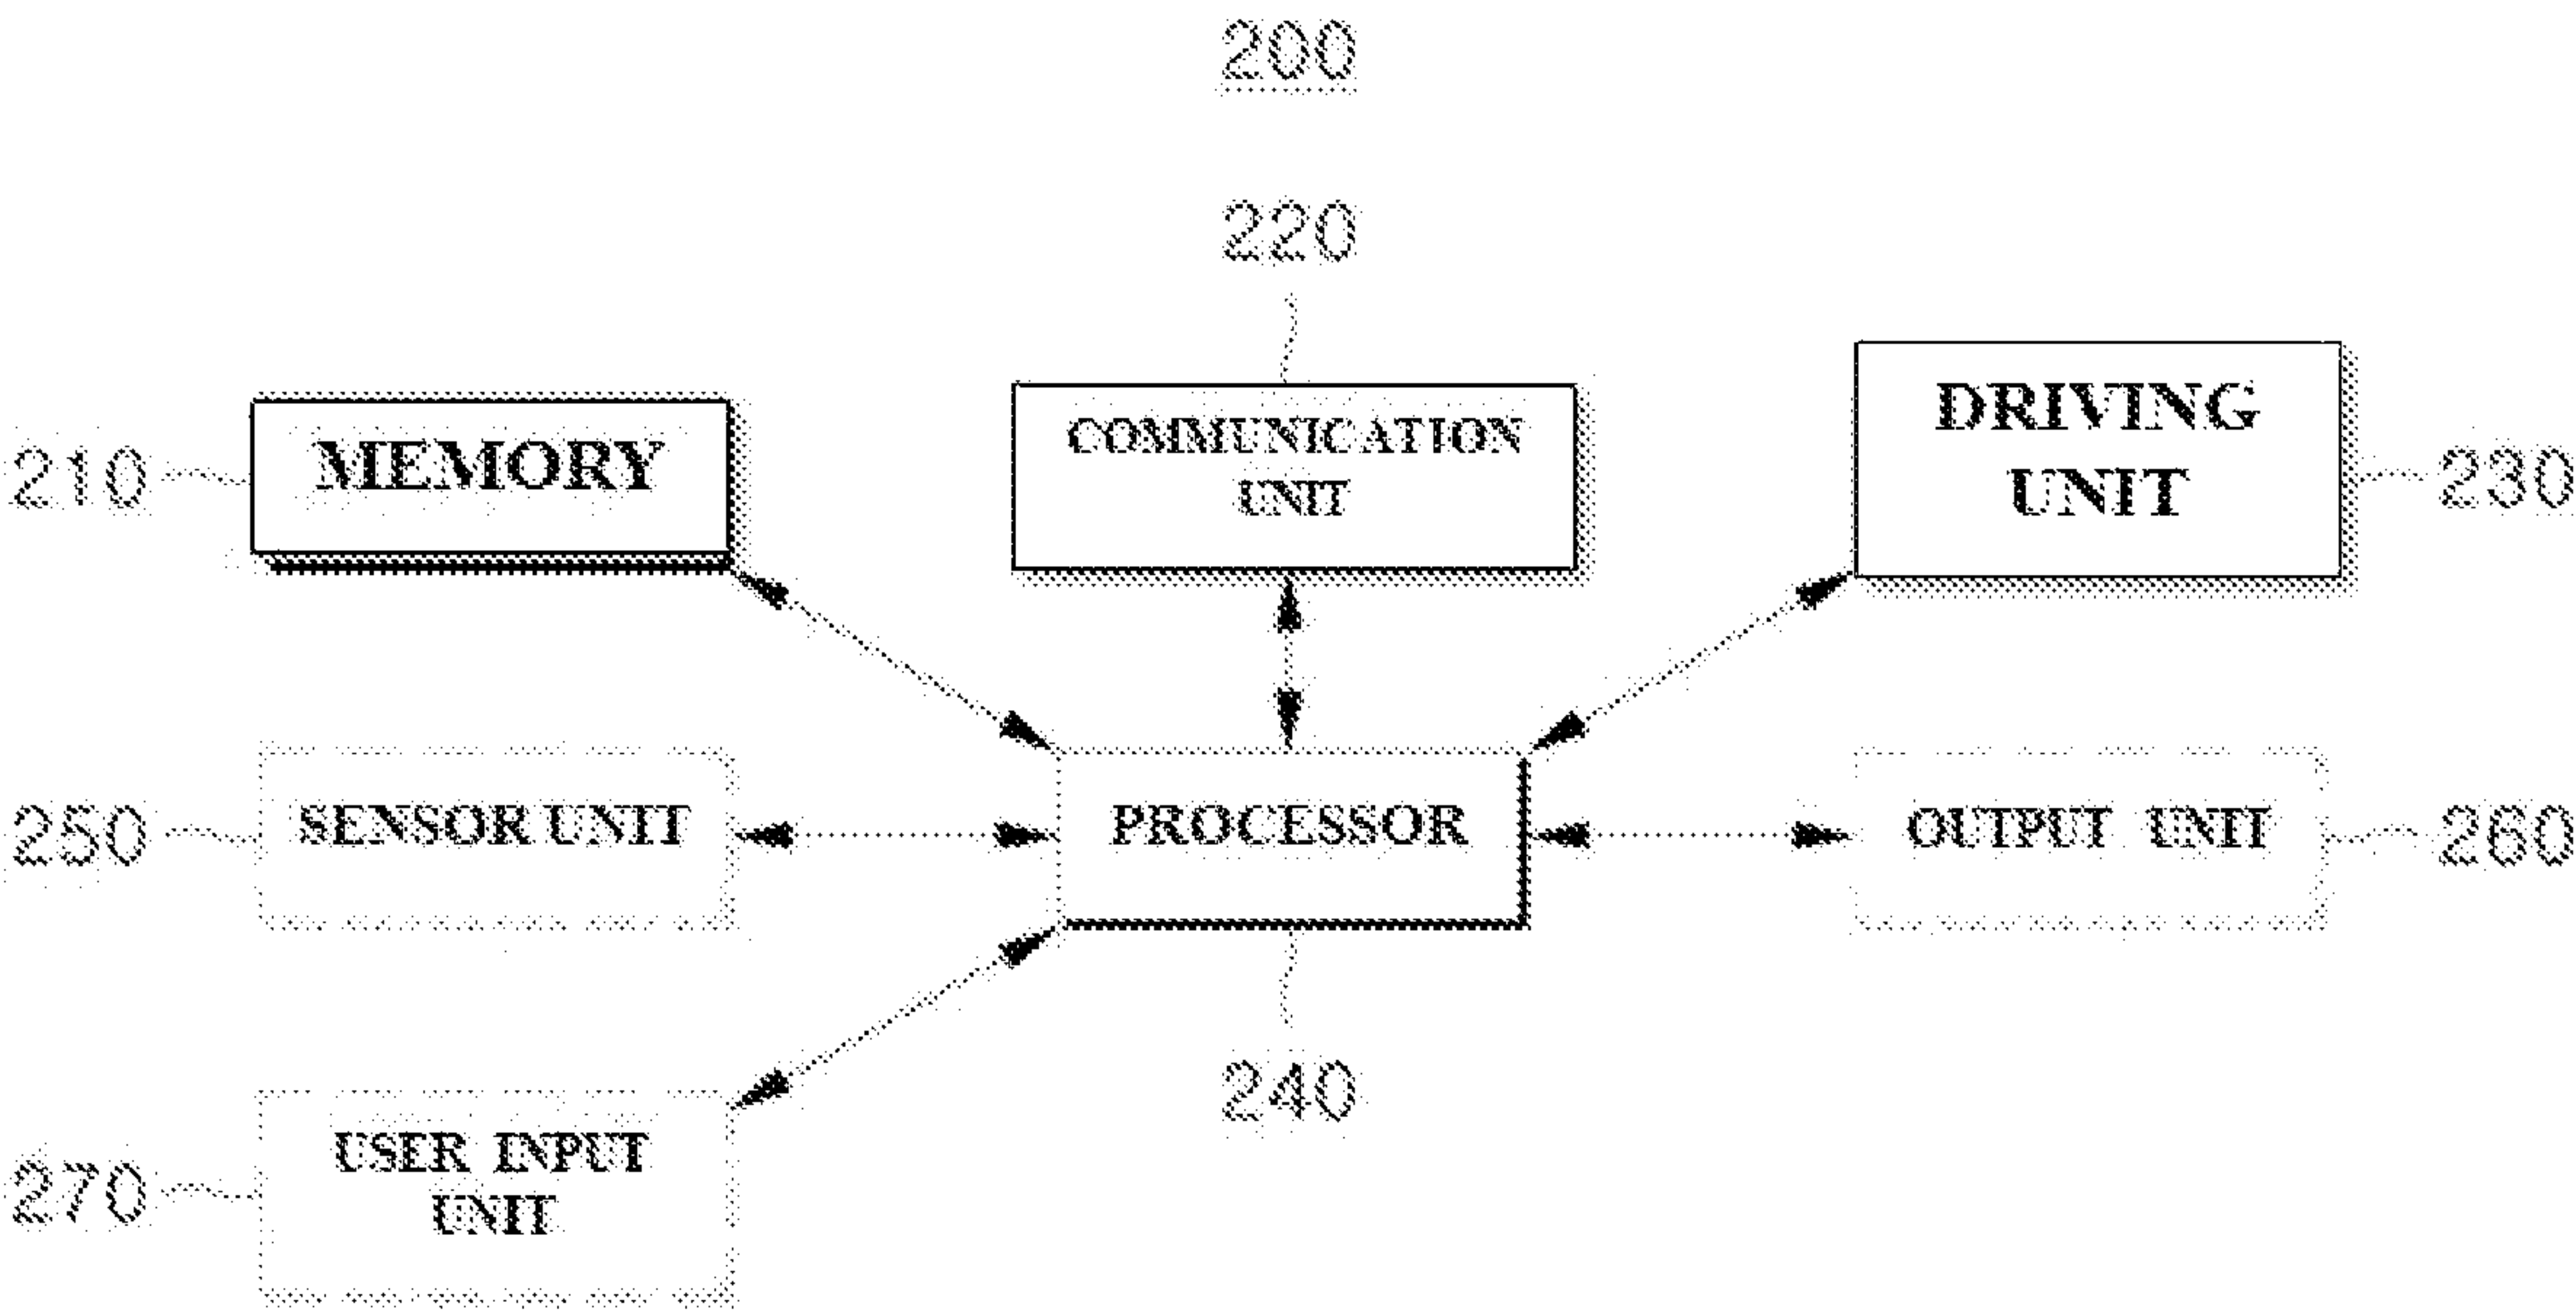 200
220
MEMORY
COMMUNICATION
UNIT
DRIVING
UNIT
210
230
SENSOR UNIT
PROCESSOR
OUTPUT UNIT
250
260
240
USER INPUT
UNIT
270